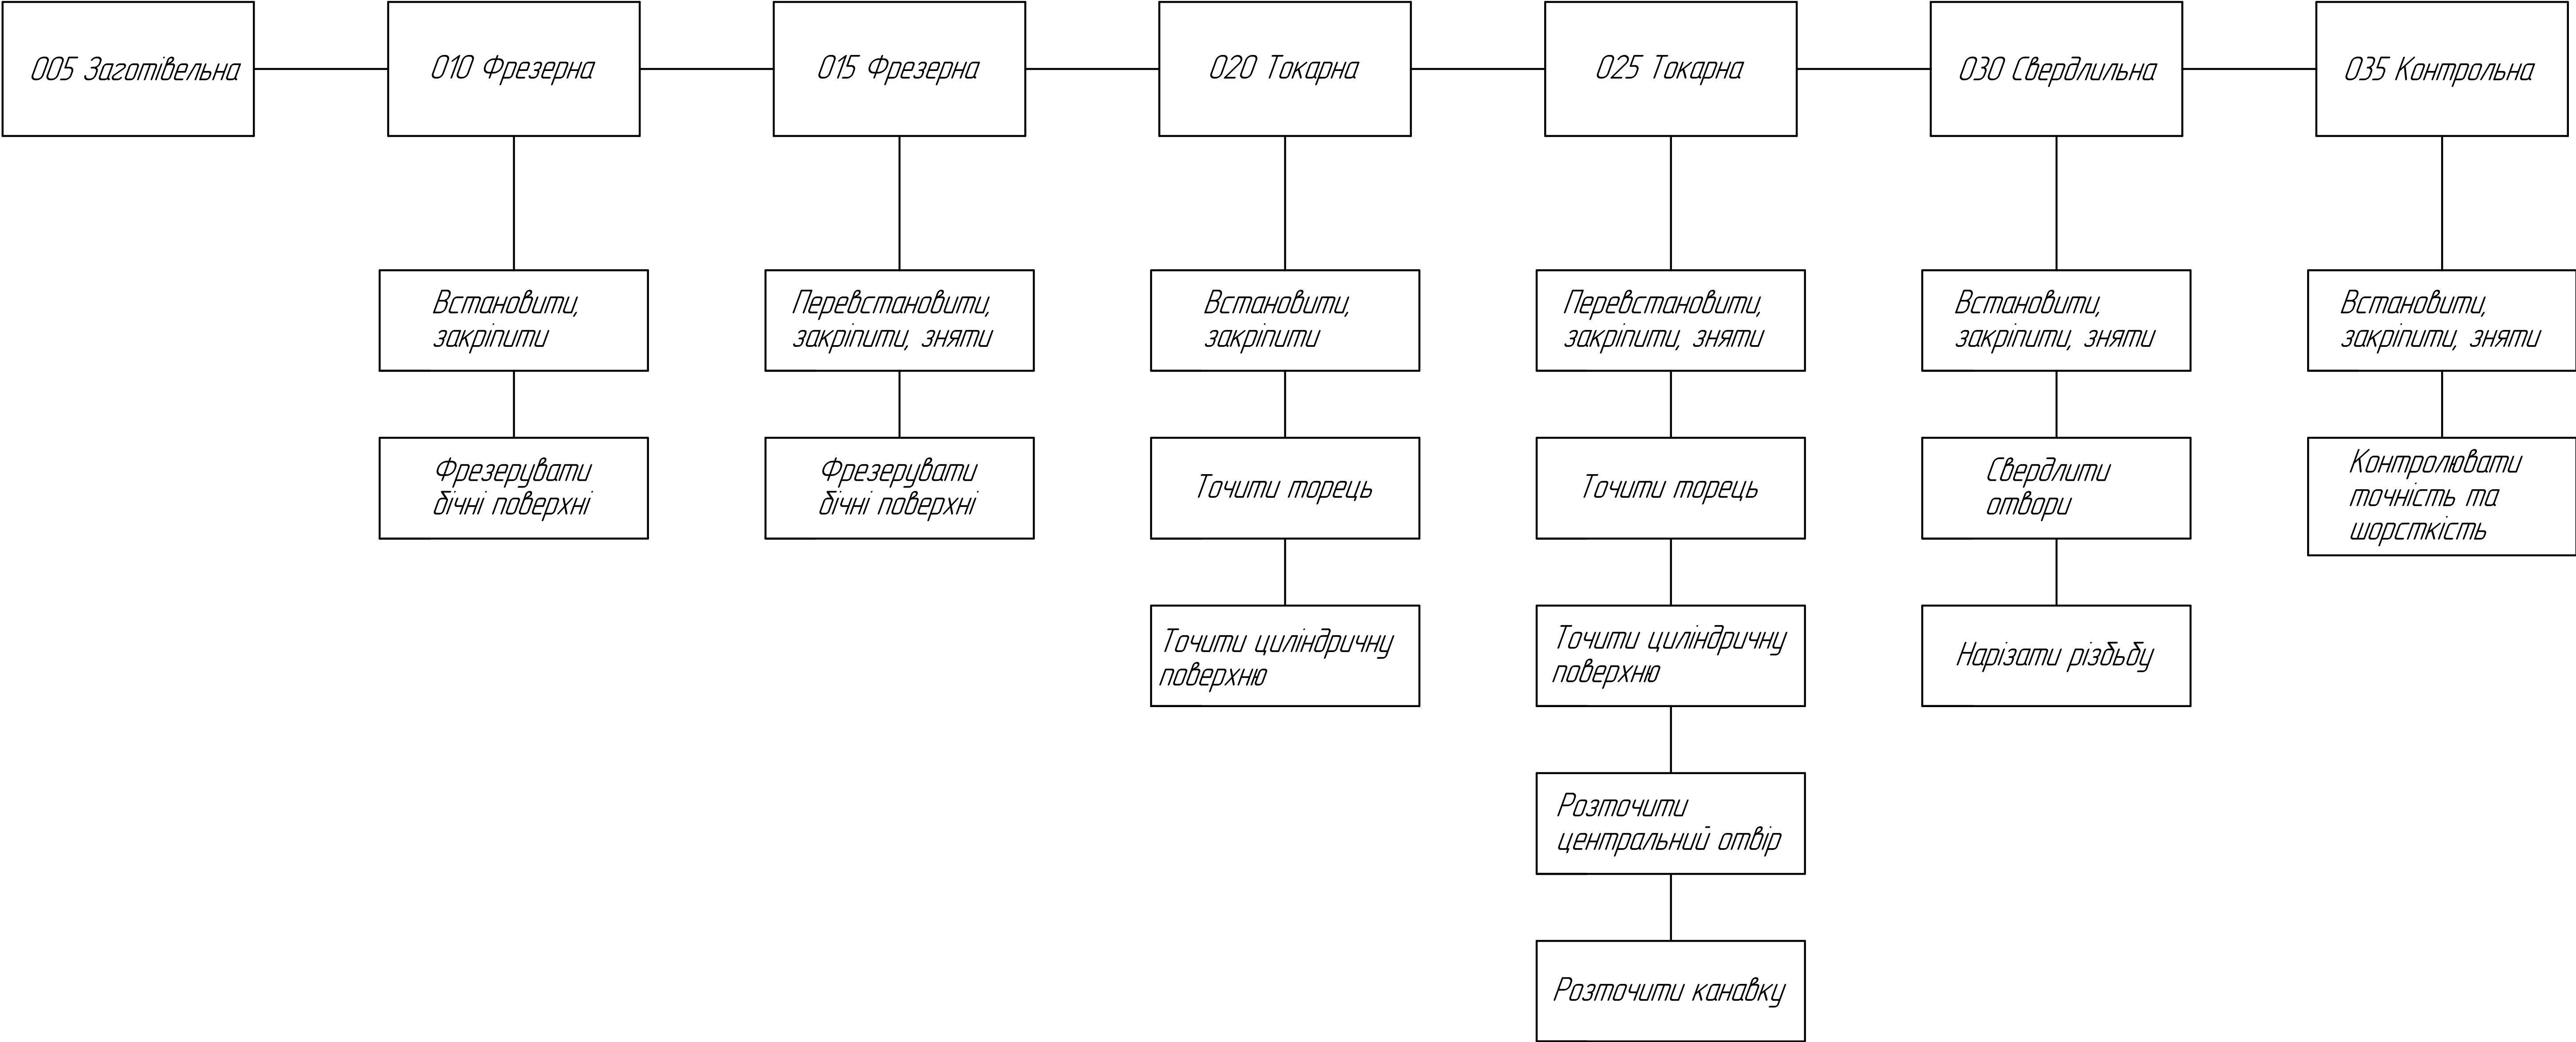 005 Заготівельна
010 Фрезерна
015 Фрезерна
020 Токарна
025 Токарна
030 Свердлильна
035 Контрольна
Встановити,
закріпити
Перевстановити,
закріпити, зняти
Встановити,
закріпити
Перевстановити,
закріпити, зняти
Встановити,
закріпити, зняти
Встановити,
закріпити, зняти
Фрезерувати
бічні поверхні
Фрезерувати
бічні поверхні
Точити торець
Точити торець
Свердлити
отвори
Контролювати
точність та
шорсткість
Точити циліндричну
поверхню
Точити циліндричну
поверхню
Нарізати різбьбу
Розточити
центральний отвір
Розточити канавку